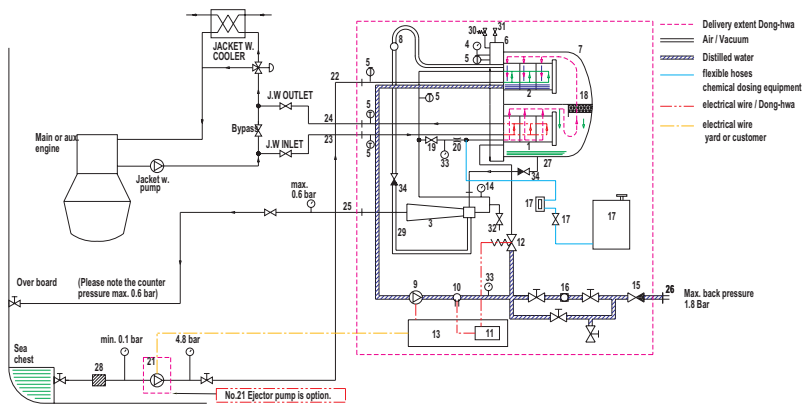 JACKET W.
COOLER
Main or aux.
engine
J.W OUTLET
Bypass
J.W INLET
Jacket w.
pump
22
24
23
25
max.
0.6 bar
Over board
(Please note the counter
pressure max. 0.6 bar)
Sea
chest
28
min. 0.1 bar
21
4.8 bar
No.21 Ejector pump is option.
5
5
5
8
30
31
4
5
6
7
2
18
5
19
33
20
1
27
34
34
14
3
29
32
12
17
17
17
9
10
33
13
11
16
15
26
Max. back pressure
1.8 Bar
Delivery extent Dong-hwa
Air / Vacuum
Distilled water
flexible hoses
chemical dosing equipment
electrical wire / Dong-hwa
electrical wire
yard or customer